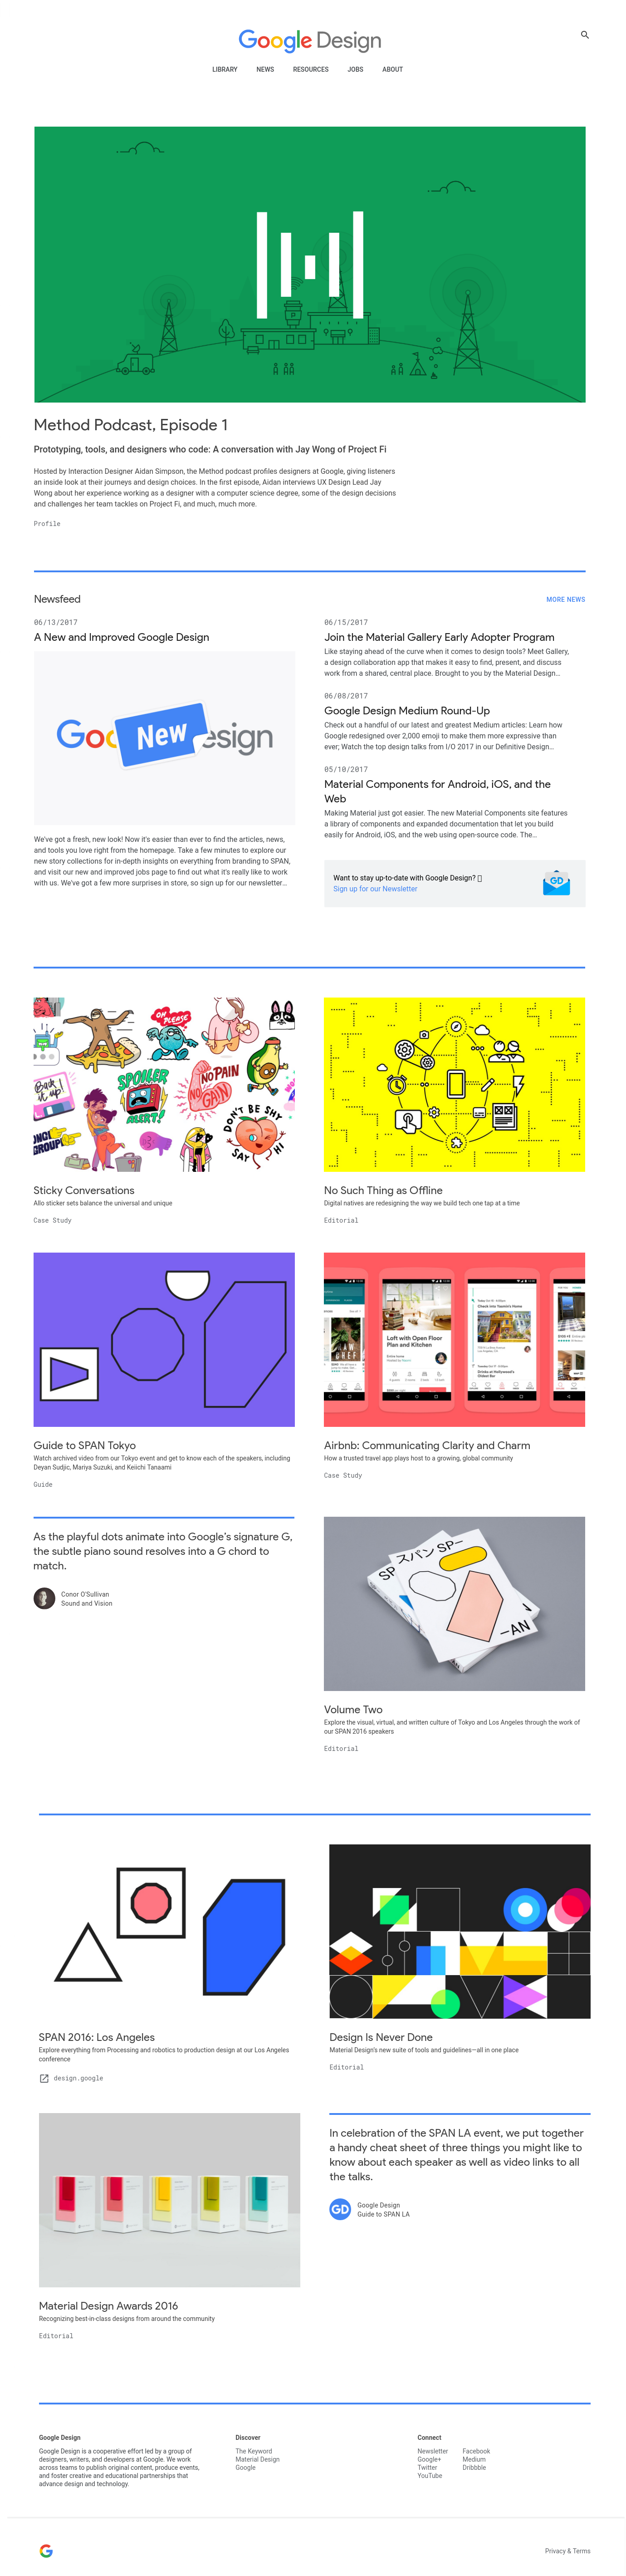 Google Design
LIBRARY
NEWS
RESOURCES
JOBS
ABOUT
Method Podcast, Episode 1
Prototyping, tools, and designers who code: A conversation with Jay Wong of Project Fi
Hosted by Interaction Designer Aidan Simpson, the Method podcast profiles designers at Google, giving listeners
an inside look at their journeys and design choices. In the first episode, Aidan interviews UX Design Lead Jay
Wong about her experience working as a designer with a computer science degree, some of the design decisions
and challenges her team tackles on Project Fi, and much, much more.
Profile
Newsfeed
MORE NEWS
06/13/2017
A New and Improved Google Design
New
esign
We've got a fresh, new look! Now it's easier than ever to find the articles, news,
and tools you love right from the homepage. Take a few minutes to explore our
new story collections for in-depth insights on everything from branding to SPAN,
and visit our new and improved jobs page to find out what it's really like to work
with us. We've got a few more surprises in store, so sign up for our newsletter…
06/15/2017
Join the Material Gallery Early Adopter Program
Like staying ahead of the curve when it comes to design tools? Meet Gallery,
a design collaboration app that makes it easy to find, present, and discuss
work from a shared, central place. Brought to you by the Material Design…
06/08/2017
Google Design Medium Round-Up
Check out a handful of our latest and greatest Medium articles: Learn how
Google redesigned over 2,000 emoji to make them more expressive than
ever; Watch the top design talks from I/O 2017 in our Definitive Design…
05/10/2017
Material Components for Android, iOS, and the
Web
Making Material just got easier. The new Material Components site features
a library of components and expanded documentation that let you build
easily for Android, iOS, and the web using open-source code. The…
Want to stay up-to-date with Google Design?
Sign up for our Newsletter
GD
OH PLEASE
Back it up!
SPOILER
ALERT!
NO PAIN
NO GAIN
GROUP
DON'T BE SHY
SAY HI
Sticky Conversations
Allo sticker sets balance the universal and unique
Case Study
No Such Thing as Offline
Digital natives are redesigning the way we build tech one tap at a time
Editorial
Guide to SPAN Tokyo
Watch archived video from our Tokyo event and get to know each of the speakers, including
Deyan Sudjic, Mariya Suzuki, and Keiichi Tanaami
Guide
Loft with Open Floor
Plan and Kitchen
Airbnb: Communicating Clarity and Charm
How a trusted travel app plays host to a growing, global community
Case Study
As the playful dots animate into Google's signature G,
the subtle piano sound resolves into a G chord to
match.
Conor O'Sullivan
Sound and Vision
SP スパン SP–
–AN
Volume Two
Explore the visual, virtual, and written culture of Tokyo and Los Angeles through the work of
our SPAN 2016 speakers
Editorial
SPAN 2016: Los Angeles
Explore everything from Processing and robotics to production design at our Los Angeles
conference
design.google
Design Is Never Done
Material Design's new suite of tools and guidelines—all in one place
Editorial
Material Design Awards 2016
Recognizing best-in-class designs from around the community
Editorial
In celebration of the SPAN LA event, we put together
a handy cheat sheet of three things you might like to
know about each speaker as well as video links to all
the talks.
GD
Google Design
Guide to SPAN LA
Google Design
Google Design is a cooperative effort led by a group of
designers, writers, and developers at Google. We work
across teams to publish original content, produce events,
and foster creative and educational partnerships that
advance design and technology.
Discover
The Keyword
Material Design
Google
Connect
Newsletter
Google+
Twitter
YouTube
Facebook
Medium
Dribbble
G
Privacy & Terms